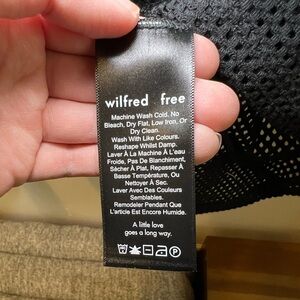 wilfred free
Machine Wash Cold. No
Bleach, Dry Flat, Low Iron, Or
Dry Clean.
Wash With Like Colours.
Reshape Whilst Damp.
Laver À La Machine À L'eau
Froide, Pas De Blanchiment,
Sècher À Plat, Repasser À
Basse Température, Ou
Nettoyer À Sec.
Laver Avec Des Couleurs
Semblables.
Remodeler Pendant Que
L'article Est Encore Humide.
A little love
goes a long way.
P